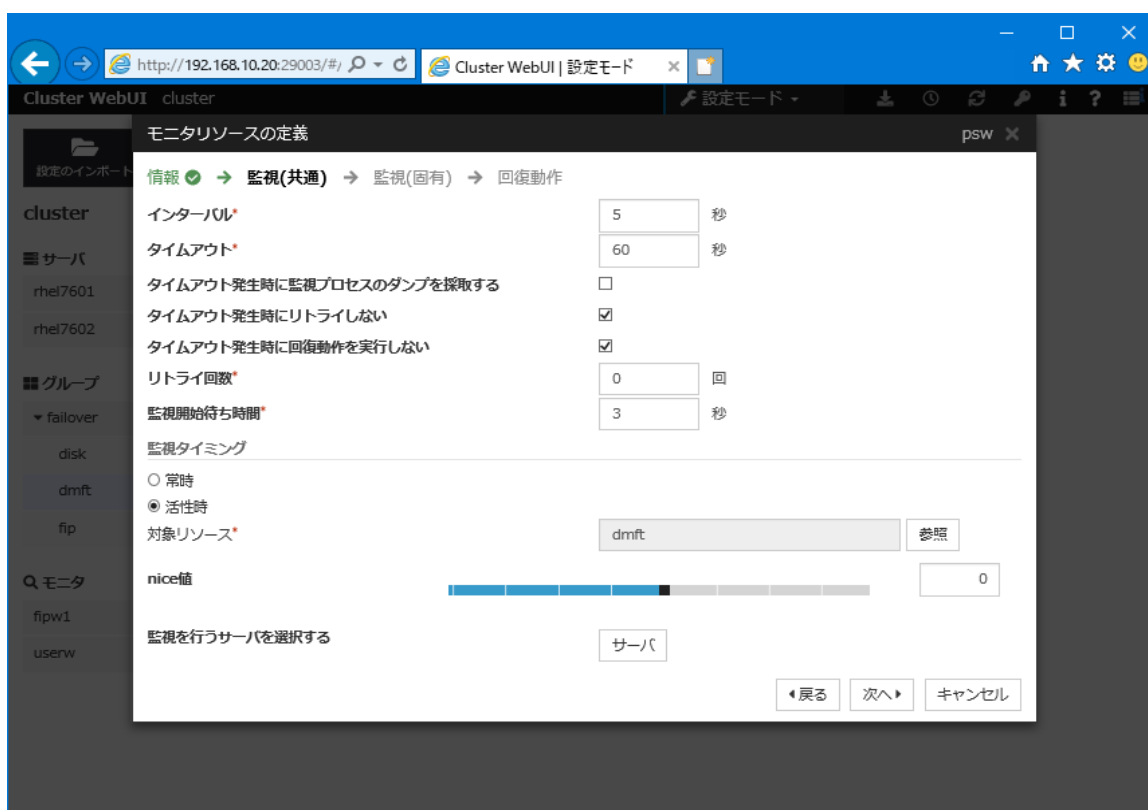 http://192.168.10.20:29003/#/
Cluster WebUI | 設定モード
Cluster WebUI cluster
設定モード
モニタリソースの定義
psw
設定のインポート
情報 監視(共通) 監視(固有) 回復動作
cluster
インターバル* 5 秒
タイムアウト* 60 秒
サーバ
タイムアウト発生時に監視プロセスのダンプを採取する
rhel7601
タイムアウト発生時にリトライしない
rhel7602
タイムアウト発生時に回復動作を実行しない
グループ
リトライ回数* 0 回
failover
監視開始待ち時間* 3 秒
disk
監視タイミング
常時
dmft
活性時
fip
対象リソース* dmft 参照
モニタ
nice値 0
fipw1
userw
監視を行うサーバを選択する サーバ
戻る 次へ キャンセル